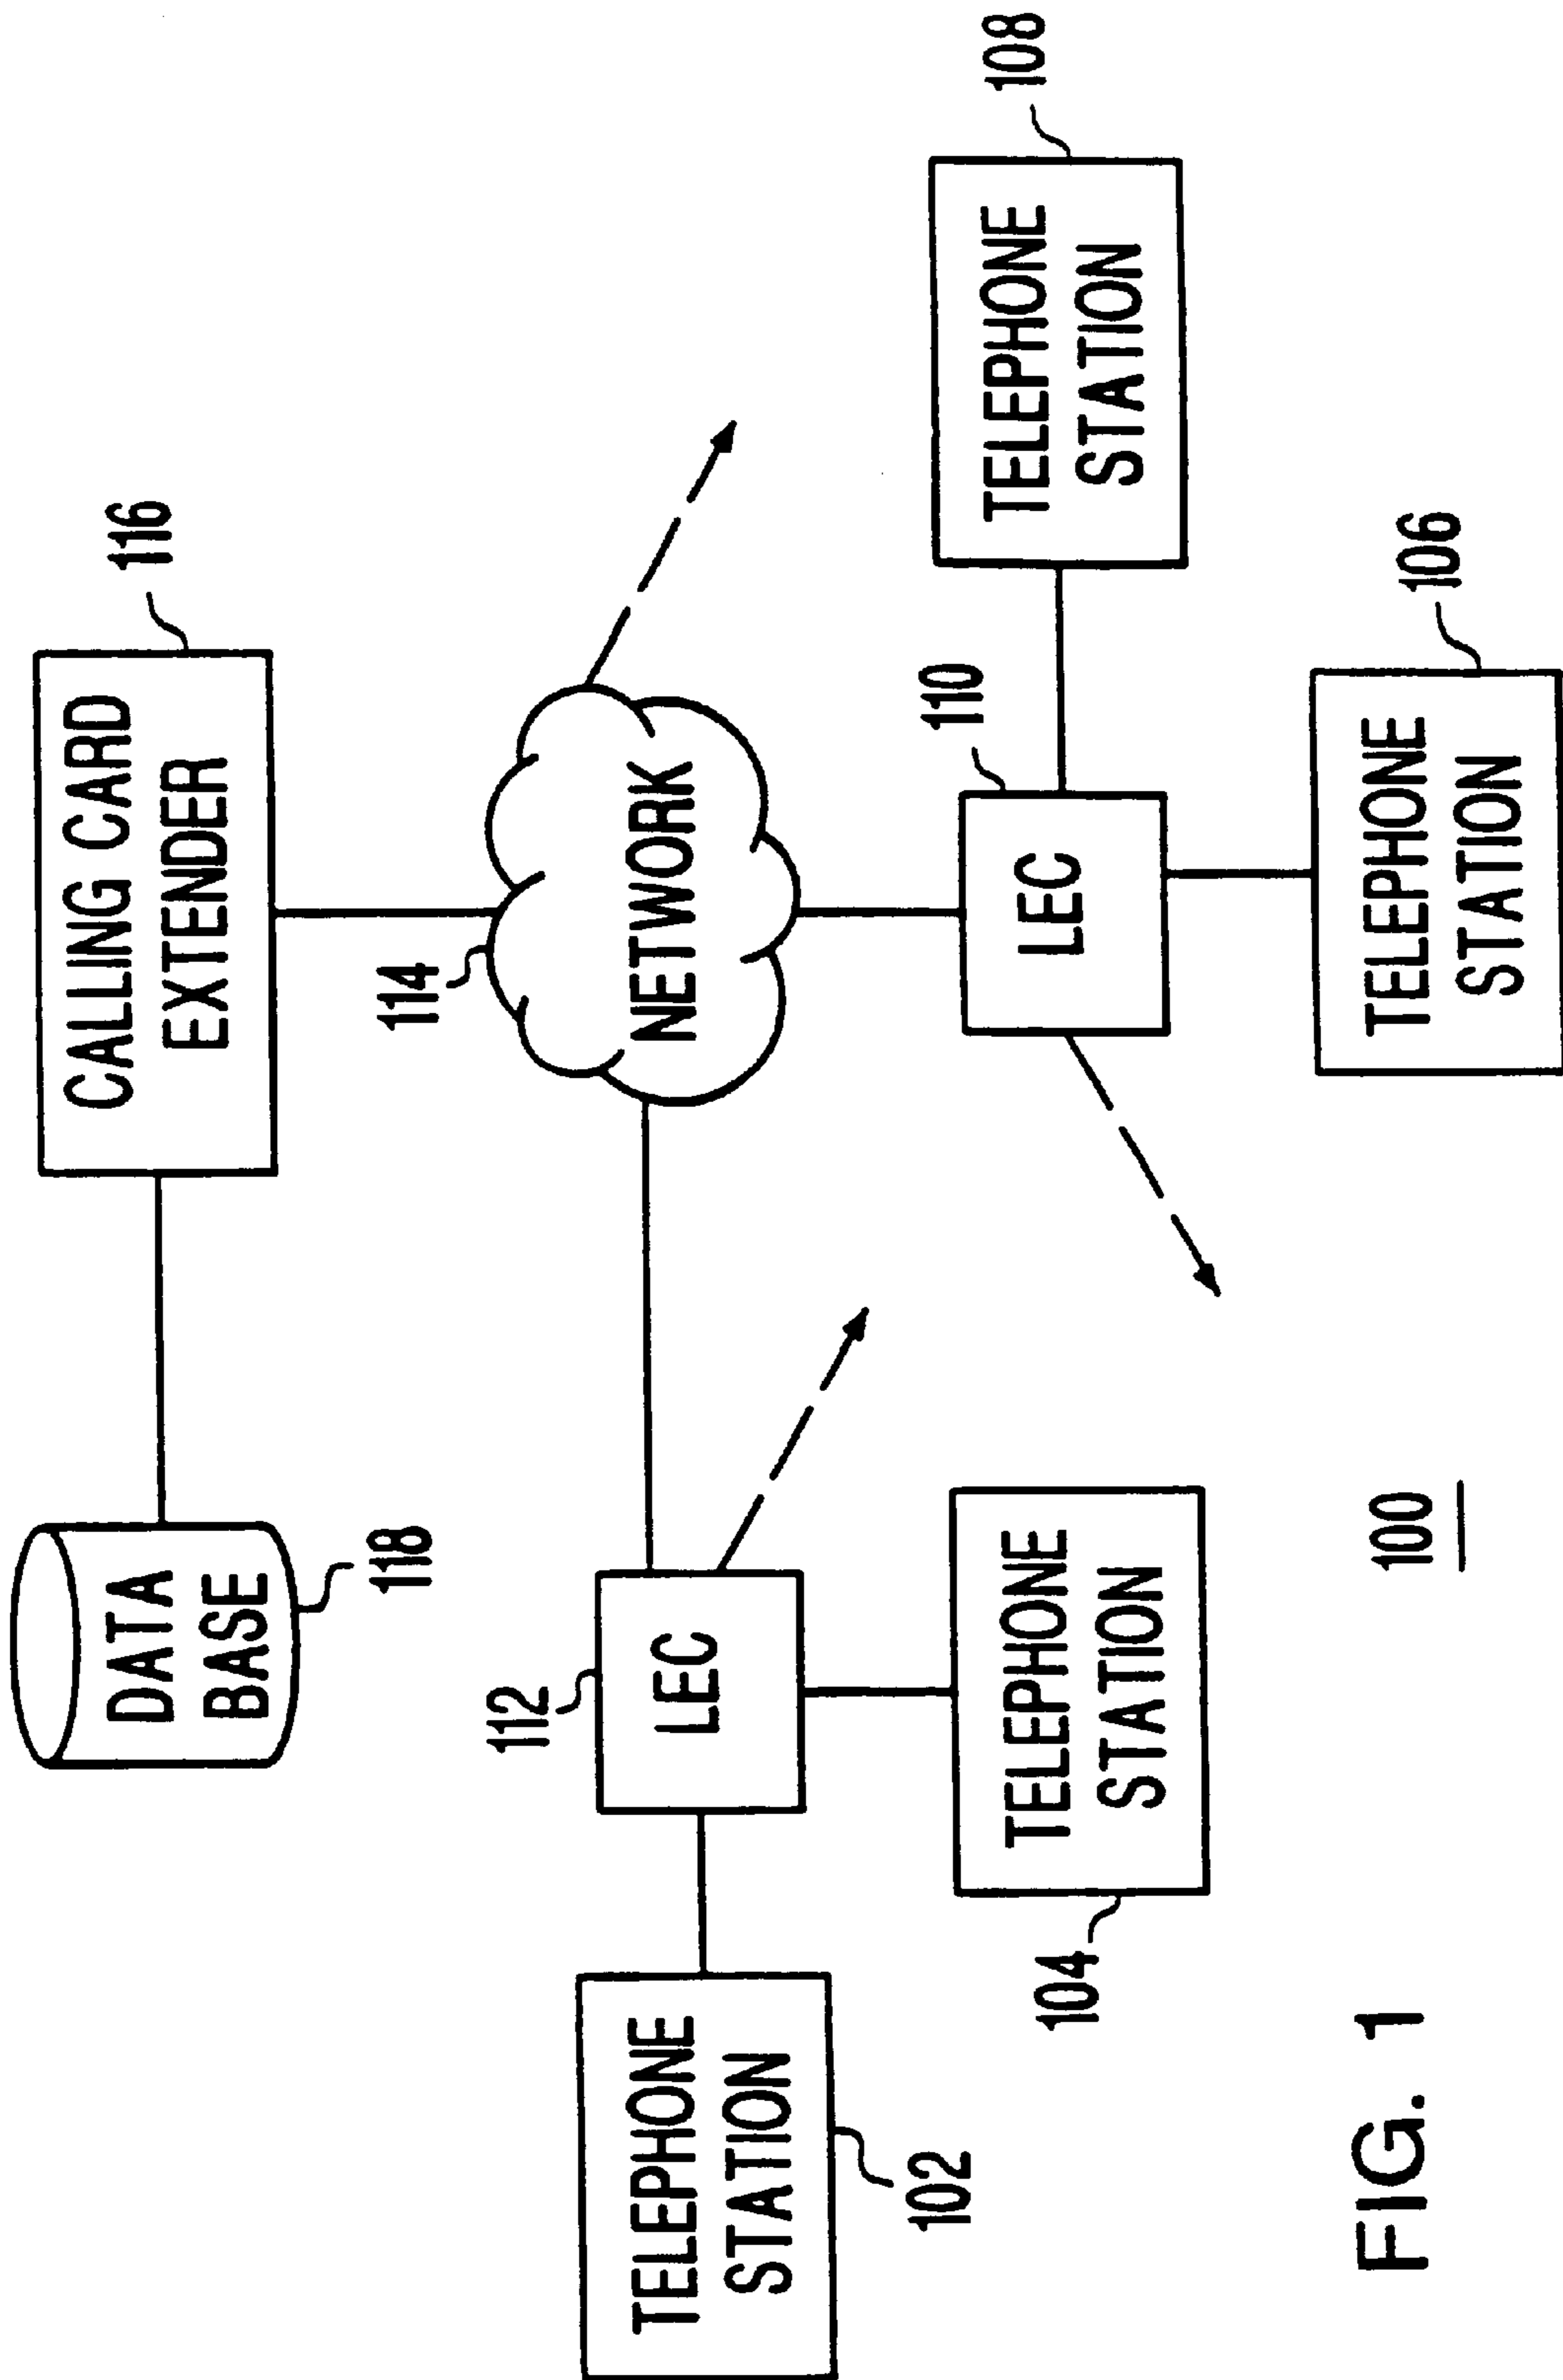 DATA
BASE
118
CALLING CARD
EXTENDER
116
114
NETWORK
112
LEC
TELEPHONE
STATION
102
TELEPHONE
STATION
104
110
LEC
TELEPHONE
STATION
108
TELEPHONE
STATION
106
100
FIG. 1